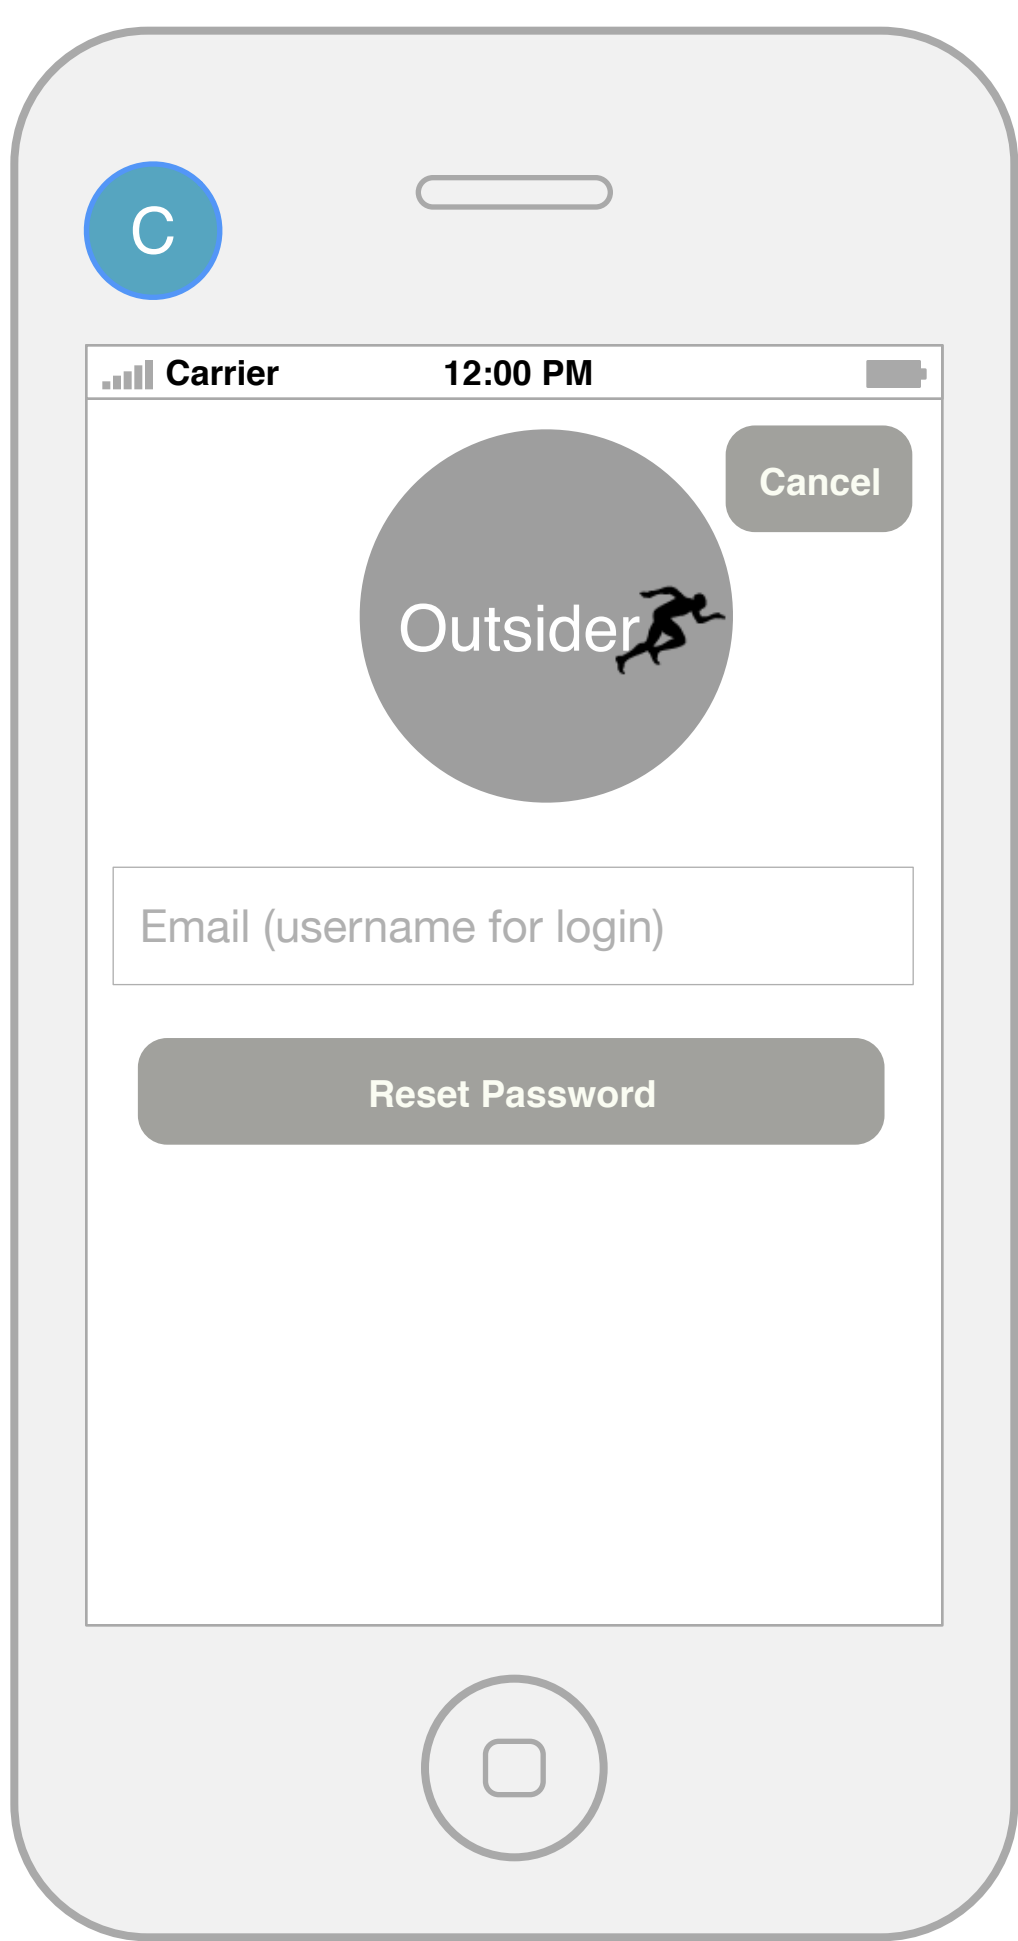 C
Carrier 12:00 PM
Cancel
Outsider
Email (username for login)
Reset Password